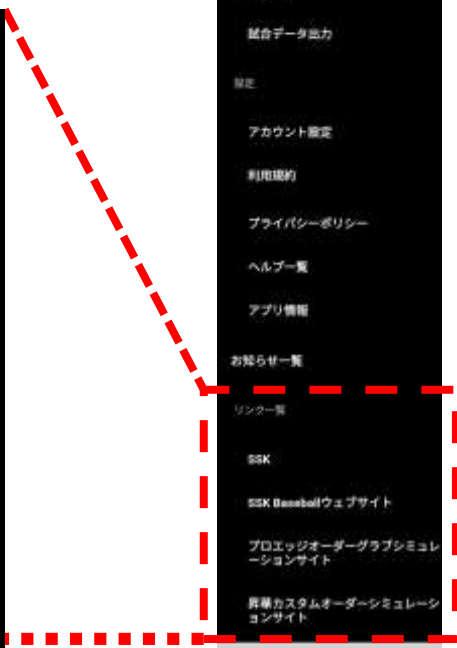 試合データ出力
設定
アカウント設定
利用規約
プライバシーポリシー
ヘルプ一覧
アプリ情報
お知らせ一覧
リンク一覧
SSK
SSK Baseballウェブサイト
プロエッジオーダーグラブシミュレ
ーションサイト
昇華カスタムオーダーシミュレーシ
ョンサイト